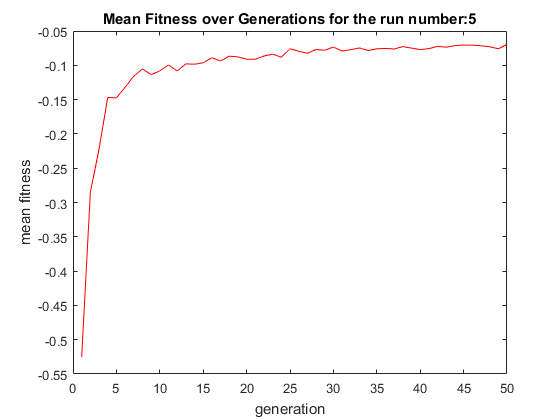 Mean Fitness over Generations for the run number:5
-0.05
-0.1
-0.15
-0.2
-0.25
-0.3
-0.35
-0.4
-0.45
-0.5
-0.55
mean fitness
0 5 10 15 20 25 30 35 40 45 50
generation